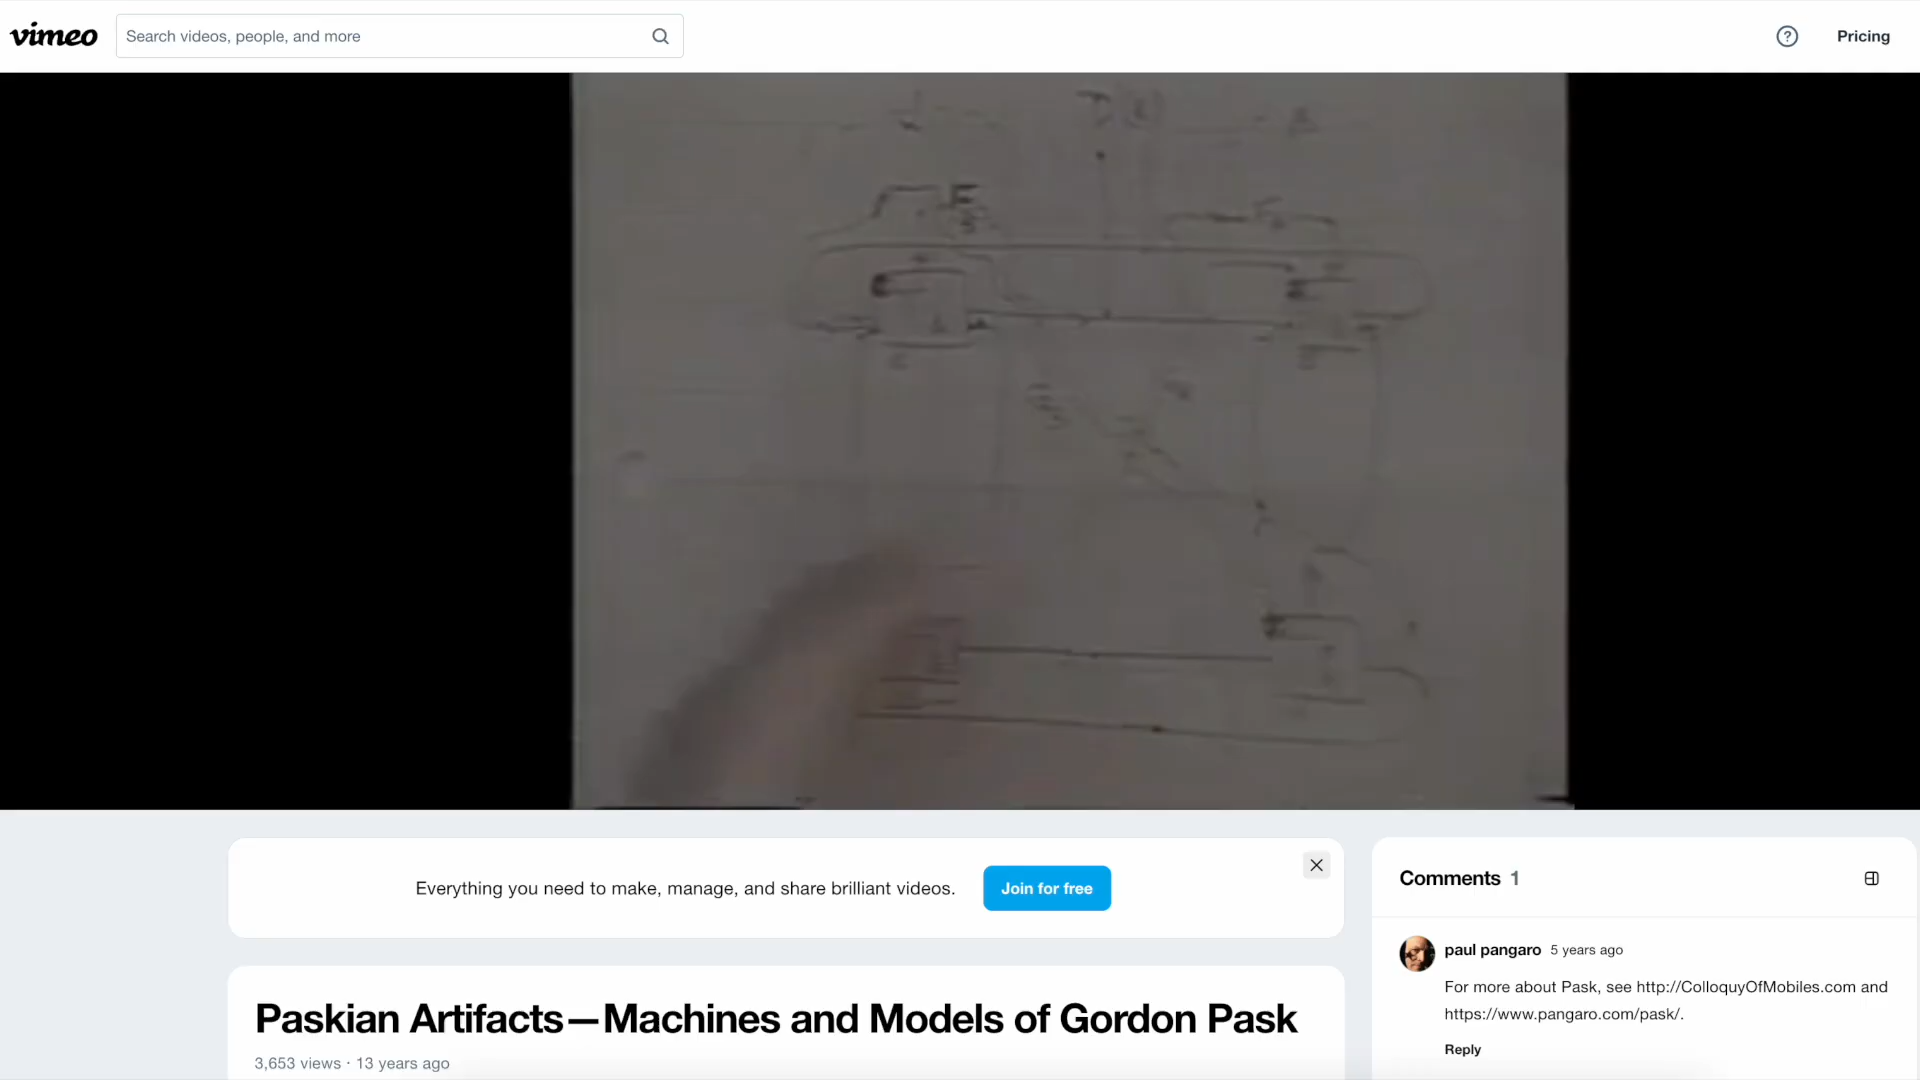 vimeo
Search videos, people, and more
Pricing
Everything you need to make, manage, and share brilliant videos.
Join for free
Paskian Artifacts—Machines and Models of Gordon Pask
3,653 views · 13 years ago
Comments 1
paul pangaro 5 years ago
For more about Pask, see http://ColloquyOfMobiles.com and
https://www.pangaro.com/pask/.
Reply